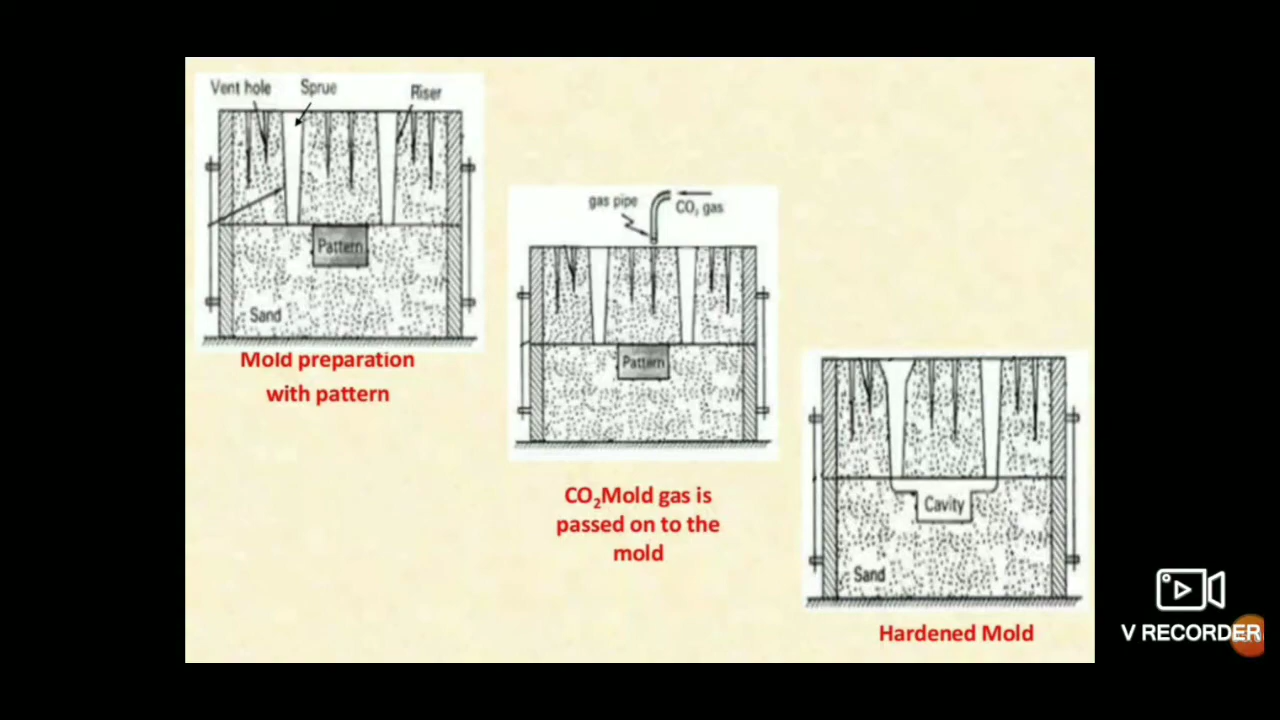 Vent hole Sprue Riser
Pattern
Sand
Mold preparation
with pattern
gas pipe CO₂ gas
Pattern
CO₂Mold gas is
passed on to the
mold
Cavity
Sand
Hardened Mold
V RECORDER